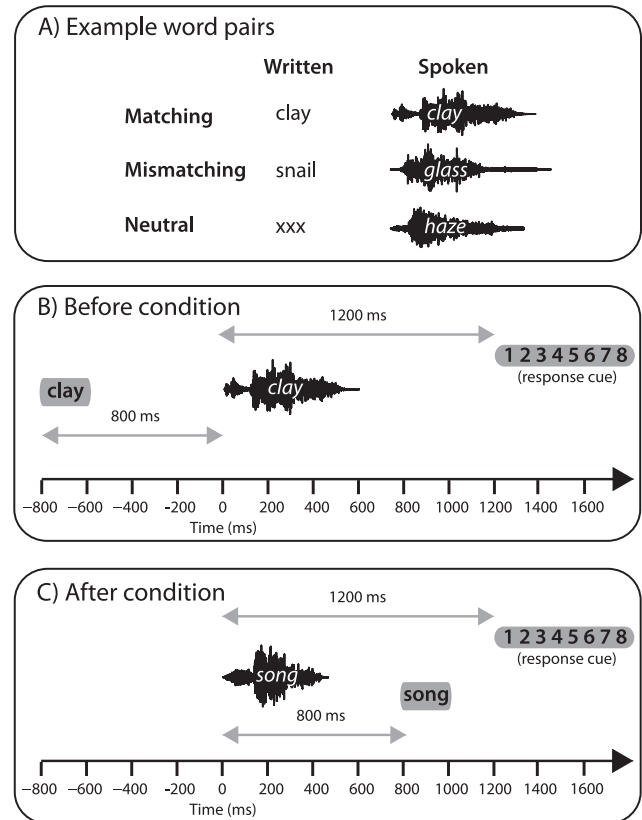 A) Example word pairs
Written Spoken
Matching clay clay
Mismatching snail glass
Neutral xxx haze
B) Before condition
1200 ms
1 2 3 4 5 6 7 8
(response cue)
clay clay
800 ms
−800 −600 −400 −200 0 200 400 600 800 1000 1200 1400 1600
Time (ms)
C) After condition
1200 ms
1 2 3 4 5 6 7 8
(response cue)
song song
800 ms
−800 −600 −400 −200 0 200 400 600 800 1000 1200 1400 1600
Time (ms)